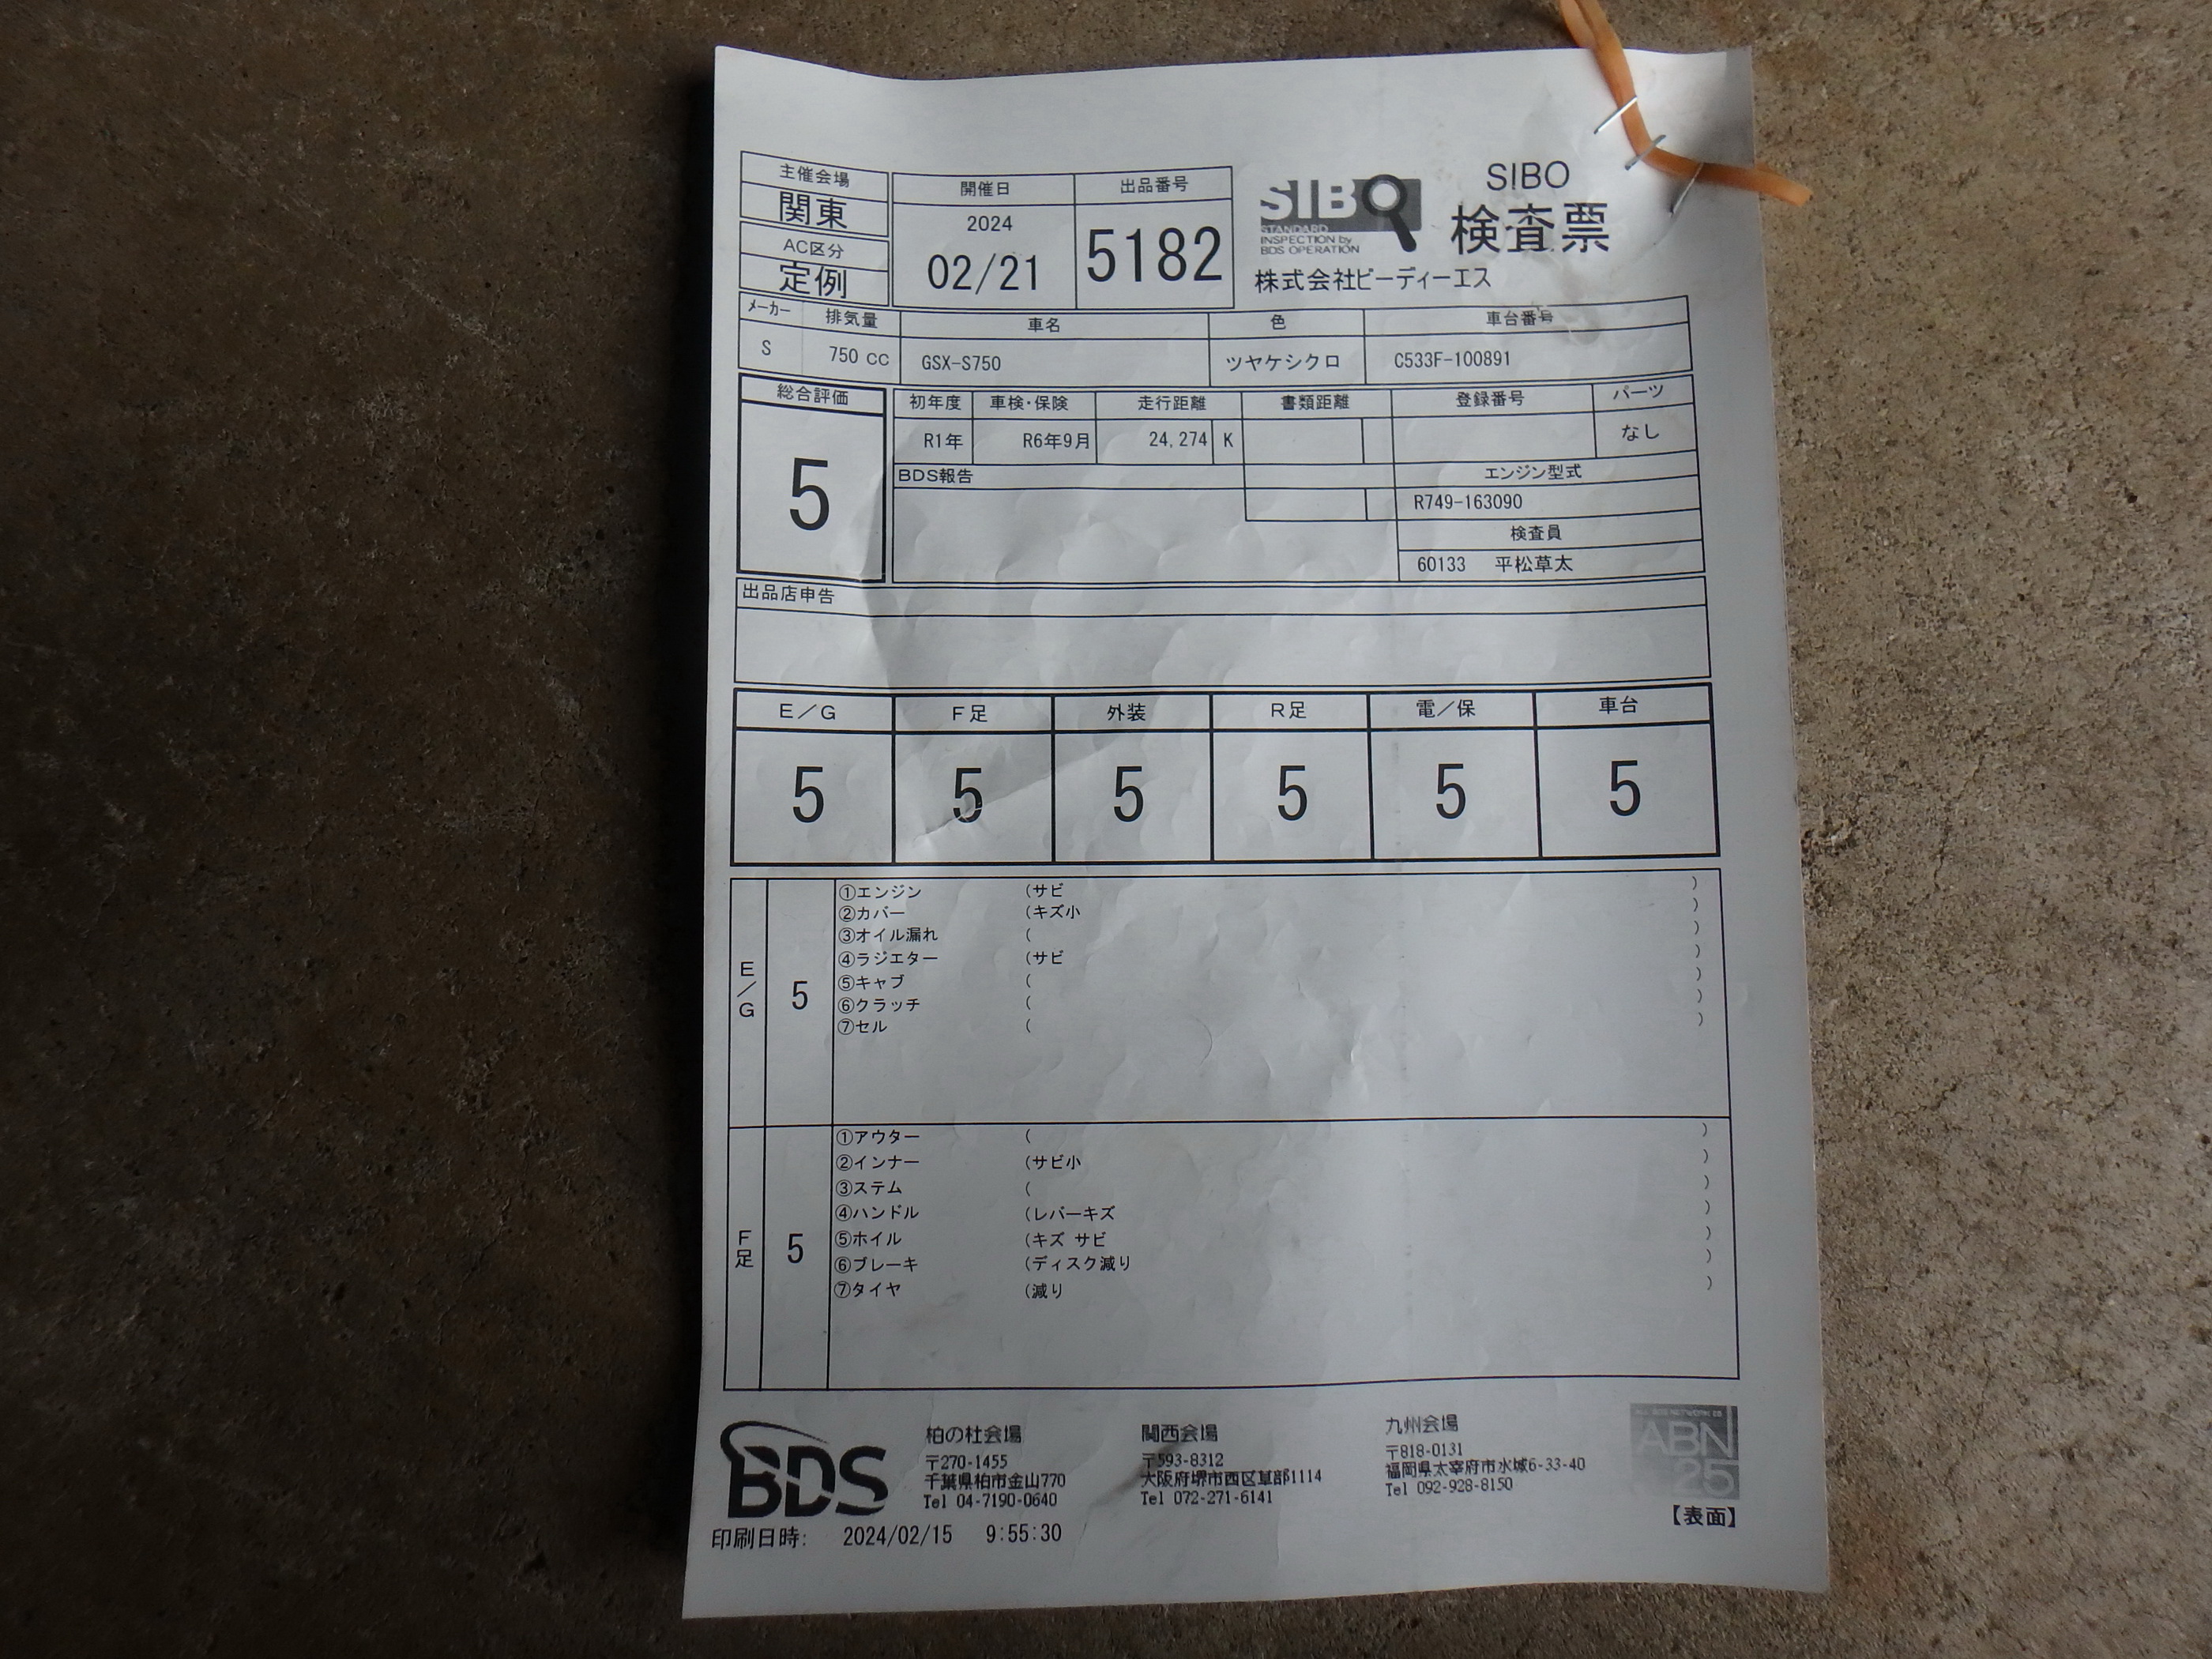 主催会場
関東
AC区分
定例
開催日
2024
02/21
出品番号
5182
SIBO
STANDARD
INSPECTION by
BDS OPERATION
SIBO
検査票
株式会社ビーディーエス
メーカー 排気量 車名 色 車台番号
S 750 cc GSX-S750 ツヤケシクロ C533F-100891
総合評価
5
初年度 車検・保険 走行距離 書類距離 登録番号 パーツ
R1年 R6年9月 24,274 K なし
BDS報告 エンジン型式
R749-163090
検査員
60133 平松草太
出品店申告
E/G F足 外装 R足 電/保 車台
5 5 5 5 5 5
E/G
5
①エンジン (サビ )
②カバー (キズ小 )
③オイル漏れ ( )
④ラジエター (サビ )
⑤キャブ ( )
⑥クラッチ ( )
⑦セル ( )
F足
5
①アウター ( )
②インナー (サビ小 )
③ステム ( )
④ハンドル (レバーキズ )
⑤ホイル (キズ サビ )
⑥ブレーキ (ディスク減り )
⑦タイヤ (減り )
BDS
柏の杜会場
〒270-1455
千葉県柏市金山770
Tel 04-7190-0640
関西会場
〒593-8312
大阪府堺市西区草部1114
Tel 072-271-6141
九州会場
〒818-0131
福岡県太宰府市水城6-33-40
Tel 092-928-8150
ABN
25
【表面】
印刷日時: 2024/02/15 9:55:30